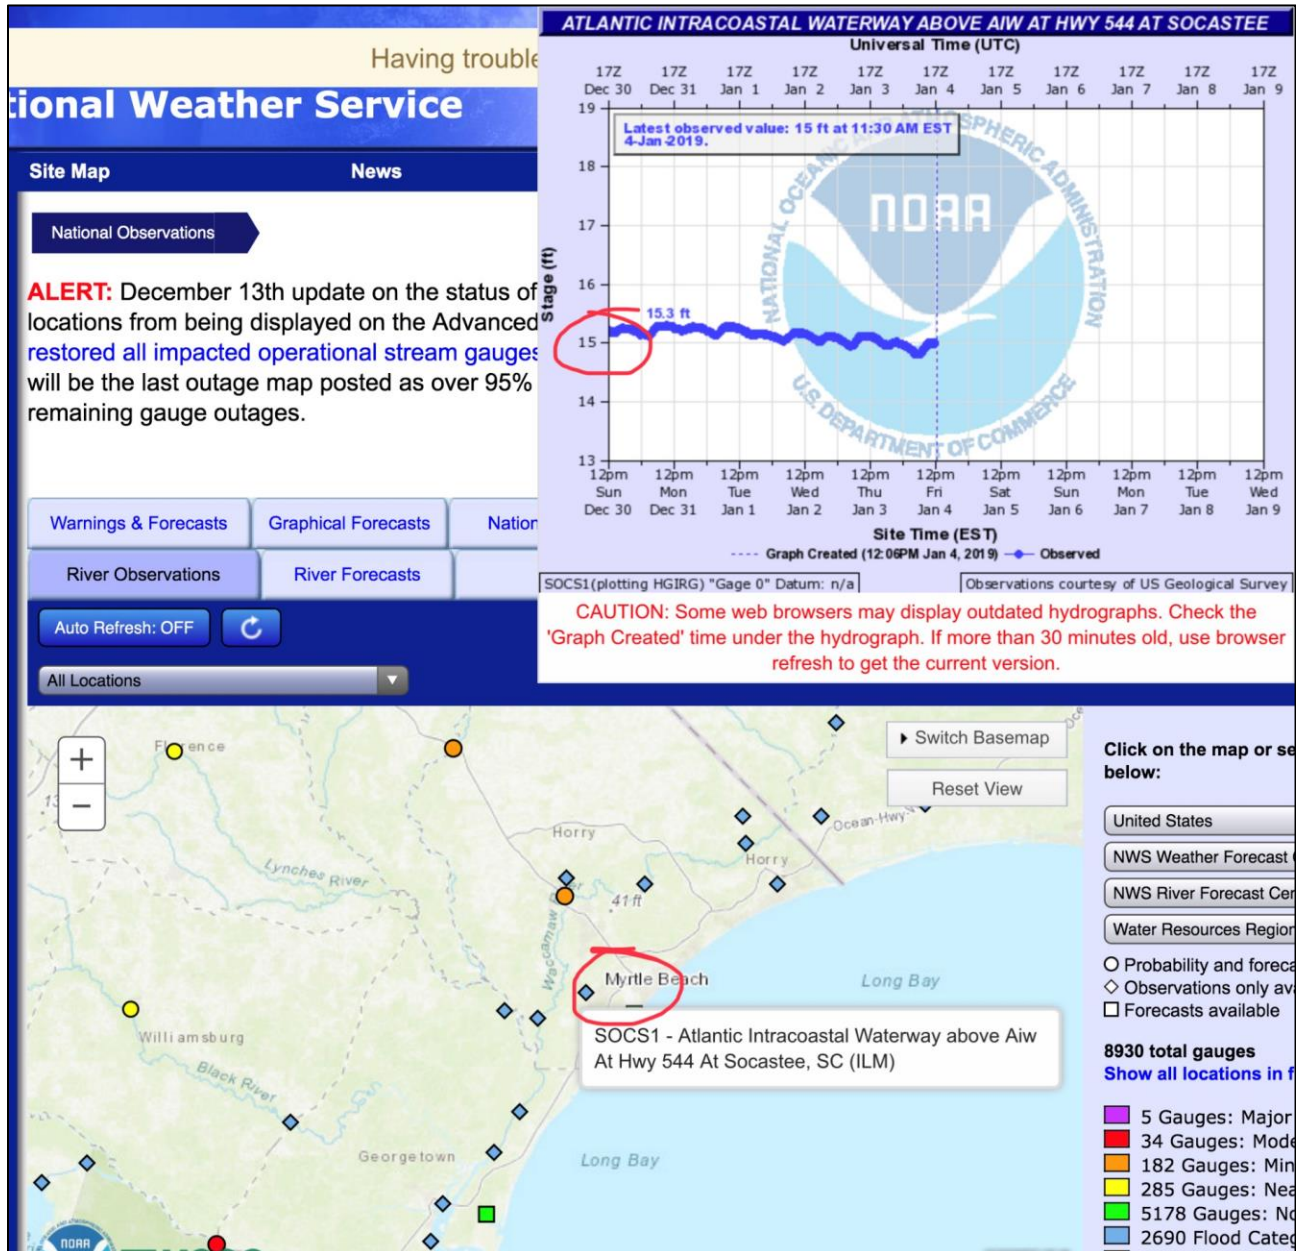 Having trouble
tional Weather Service
Site Map
News
National Observations
ALERT: December 13th update on the status of
locations from being displayed on the Advanced
restored all impacted operational stream gauges
will be the last outage map posted as over 95%
remaining gauge outages.
ATLANTIC INTRACOASTAL WATERWAY ABOVE AIW AT HWY 544 AT SOCASTEE
Universal Time (UTC)
17Z 17Z 17Z 17Z 17Z 17Z 17Z 17Z 17Z 17Z 17Z
Dec 30 Dec 31 Jan 1 Jan 2 Jan 3 Jan 4 Jan 5 Jan 6 Jan 7 Jan 8 Jan 9
Latest observed value: 15 ft at 11:30 AM EST
4-Jan-2019.
NATIONAL OCEANIC AND ATMOSPHERIC ADMINISTRATION
NOAA
U.S. DEPARTMENT OF COMMERCE
Stage (ft)
19
18
17
16
15
14
13
15.3 ft
12pm 12pm 12pm 12pm 12pm 12pm 12pm 12pm 12pm 12pm 12pm
Sun Mon Tue Wed Thu Fri Sat Sun Mon Tue Wed
Dec 30 Dec 31 Jan 1 Jan 2 Jan 3 Jan 4 Jan 5 Jan 6 Jan 7 Jan 8 Jan 9
Site Time (EST)
---- Graph Created (12:06PM Jan 4, 2019) Observed
SOCS1(plotting HGIRG) "Gage 0" Datum: n/a
Observations courtesy of US Geological Survey
CAUTION: Some web browsers may display outdated hydrographs. Check the
'Graph Created' time under the hydrograph. If more than 30 minutes old, use browser
refresh to get the current version.
Warnings & Forecasts
Graphical Forecasts
Nation
River Observations
River Forecasts
Auto Refresh: OFF
All Locations
+
−
Switch Basemap
Reset View
Florence
Horry
Ocean-Hwy
Horry
Lynches River
41 ft
Waccamaw River
Myrtle Beach
Long Bay
SOCS1 - Atlantic Intracoastal Waterway above Aiw
At Hwy 544 At Socastee, SC (ILM)
Williamsburg
Black River
Georgetown
Long Bay
NOAA
Click on the map or se
below:
United States
NWS Weather Forecast
NWS River Forecast Cer
Water Resources Region
Probability and foreca
Observations only ava
Forecasts available
8930 total gauges
Show all locations in f
5 Gauges: Major
34 Gauges: Mode
182 Gauges: Min
285 Gauges: Nea
5178 Gauges: No
2690 Flood Categ